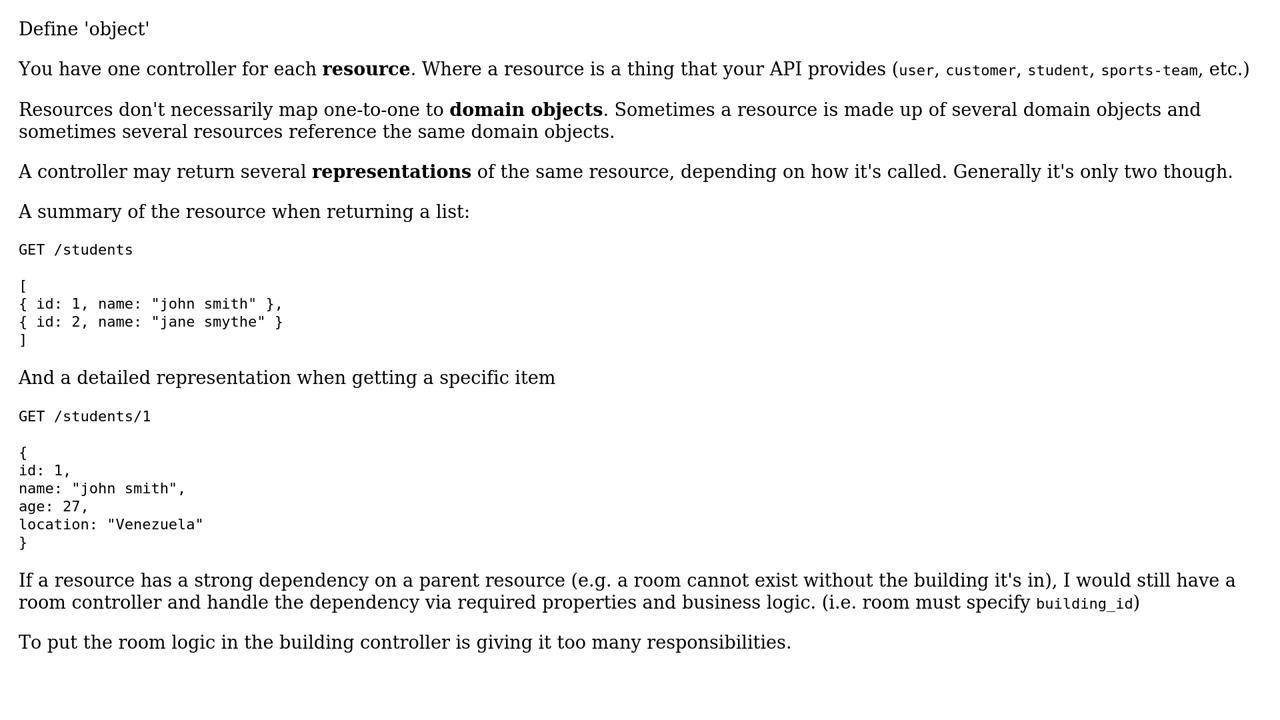 Define 'object'
You have one controller for each resource. Where a resource is a thing that your API provides (user, customer, student, sports-team, etc.)
Resources don't necessarily map one-to-one to domain objects. Sometimes a resource is made up of several domain objects and
sometimes several resources reference the same domain objects.
A controller may return several representations of the same resource, depending on how it's called. Generally it's only two though.
A summary of the resource when returning a list:
GET /students
[
{ id: 1, name: "john smith" },
{ id: 2, name: "jane smythe" }
]
And a detailed representation when getting a specific item
GET /students/1
{
id: 1,
name: "john smith",
age: 27,
location: "Venezuela"
}
If a resource has a strong dependency on a parent resource (e.g. a room cannot exist without the building it's in), I would still have a
room controller and handle the dependency via required properties and business logic. (i.e. room must specify building_id)
To put the room logic in the building controller is giving it too many responsibilities.